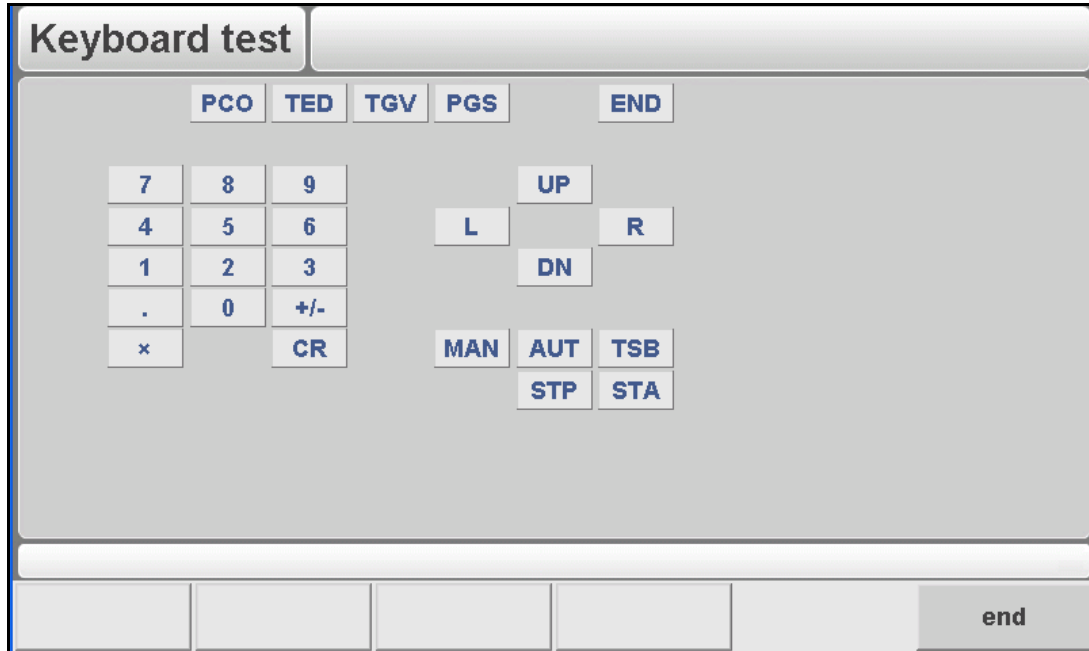 Keyboard test
PCO TED TGV PGS END
7 8 9 UP
4 5 6 L R
1 2 3 DN
. 0 +/-
× CR MAN AUT TSB
STP STA
end